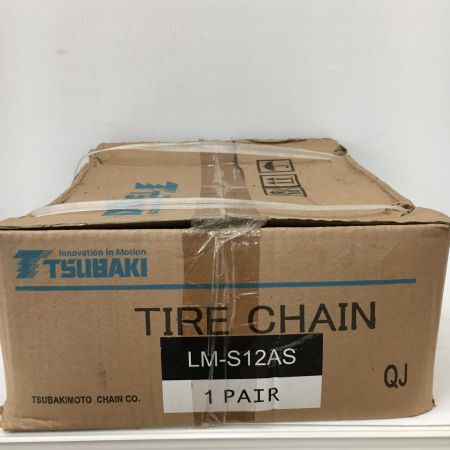 Innovation in Motion
TSUBAKI
TIRE CHAIN
LM-S12AS
1 PAIR
QJ
TSUBAKIMOTO CHAIN CO.